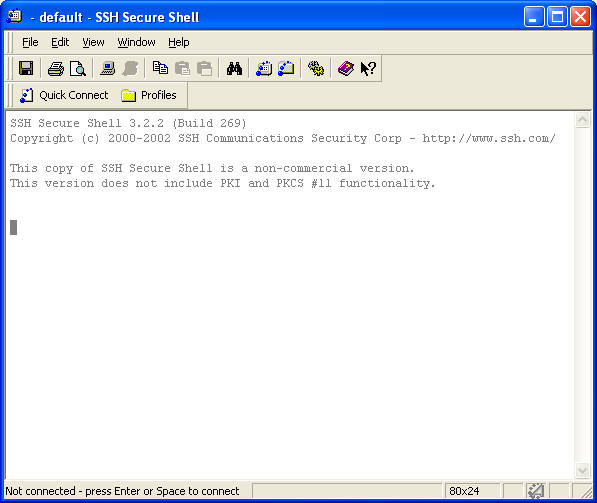 - default - SSH Secure Shell
File Edit View Window Help
Quick Connect Profiles
SSH Secure Shell 3.2.2 (Build 269)
Copyright (c) 2000-2002 SSH Communications Security Corp - http://www.ssh.com/
This copy of SSH Secure Shell is a non-commercial version.
This version does not include PKI and PKCS #11 functionality.
Not connected - press Enter or Space to connect 80x24